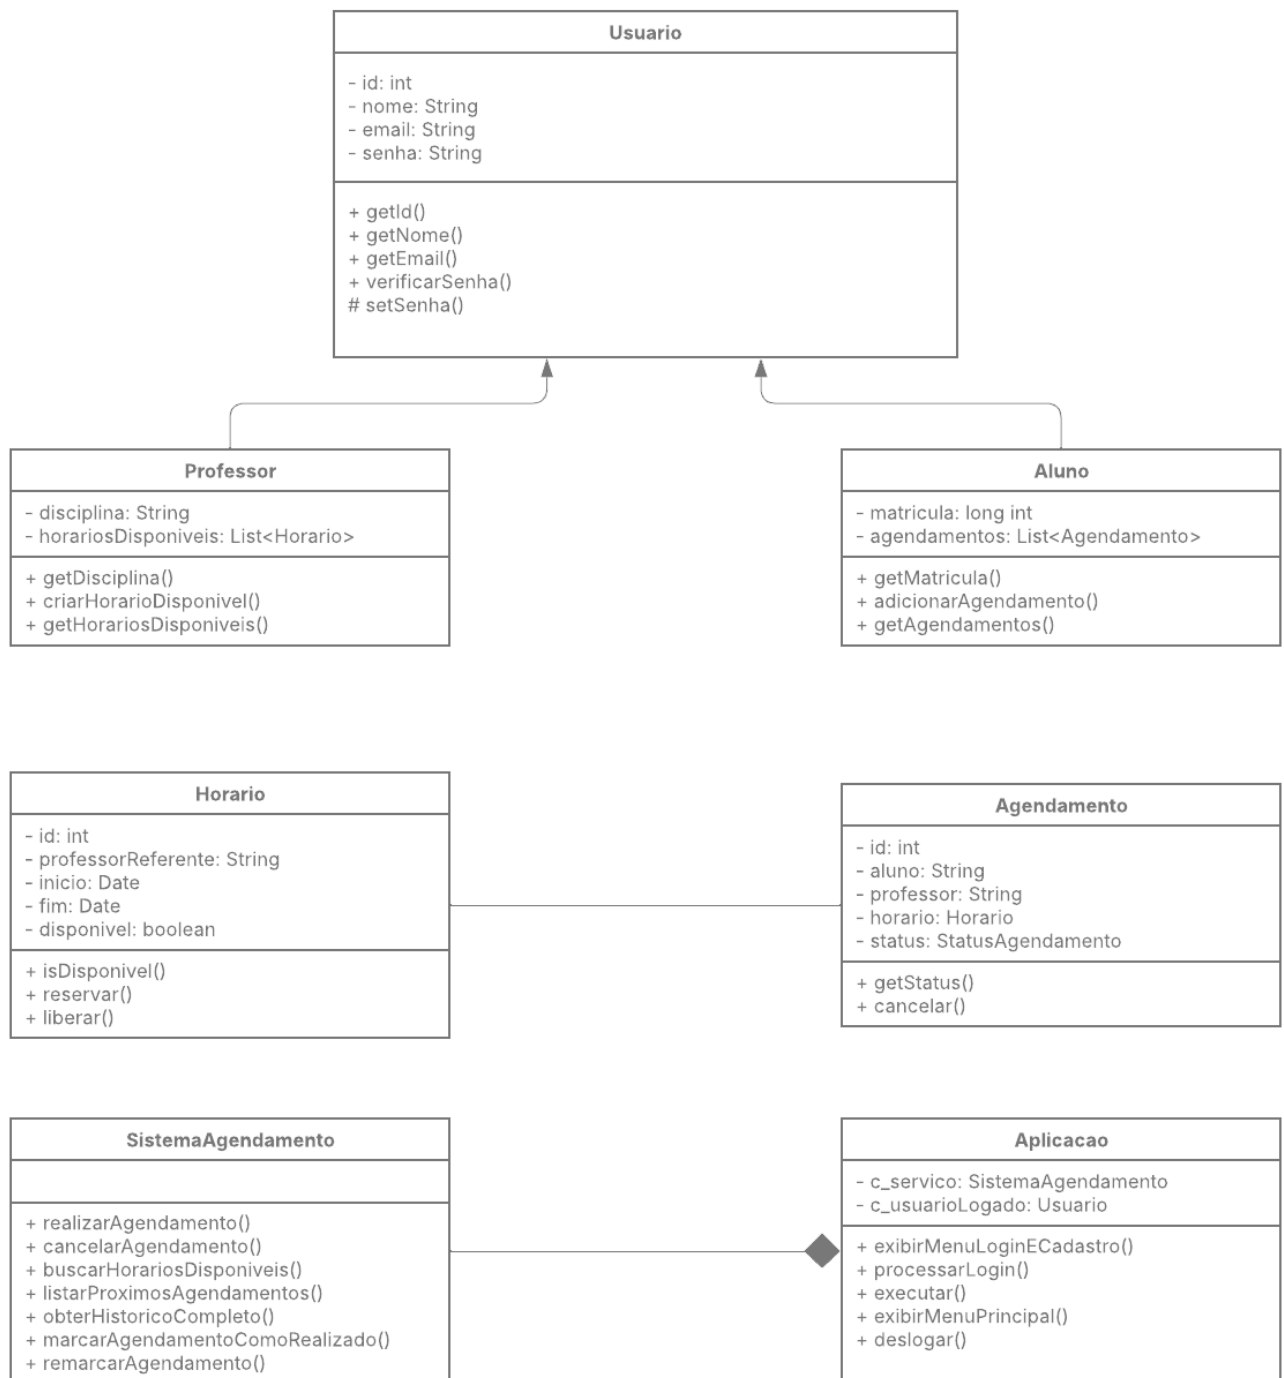 Usuario
- id: int
- nome: String
- email: String
- senha: String
+ getId()
+ getNome()
+ getEmail()
+ verificarSenha()
# setSenha()
Professor
- disciplina: String
- horariosDisponiveis: List<Horario>
+ getDisciplina()
+ criarHorarioDisponivel()
+ getHorariosDisponiveis()
Aluno
- matricula: long int
- agendamentos: List<Agendamento>
+ getMatricula()
+ adicionarAgendamento()
+ getAgendamentos()
Horario
- id: int
- professorReferente: String
- inicio: Date
- fim: Date
- disponivel: boolean
+ isDisponivel()
+ reservar()
+ liberar()
Agendamento
- id: int
- aluno: String
- professor: String
- horario: Horario
- status: StatusAgendamento
+ getStatus()
+ cancelar()
SistemaAgendamento
+ realizarAgendamento()
+ cancelarAgendamento()
+ buscarHorariosDisponiveis()
+ listarProximosAgendamentos()
+ obterHistoricoCompleto()
+ marcarAgendamentoComoRealizado()
+ remarcarAgendamento()
Aplicacao
- c_servico: SistemaAgendamento
- c_usuarioLogado: Usuario
+ exibirMenuLoginECadastro()
+ processarLogin()
+ executar()
+ exibirMenuPrincipal()
+ deslogar()